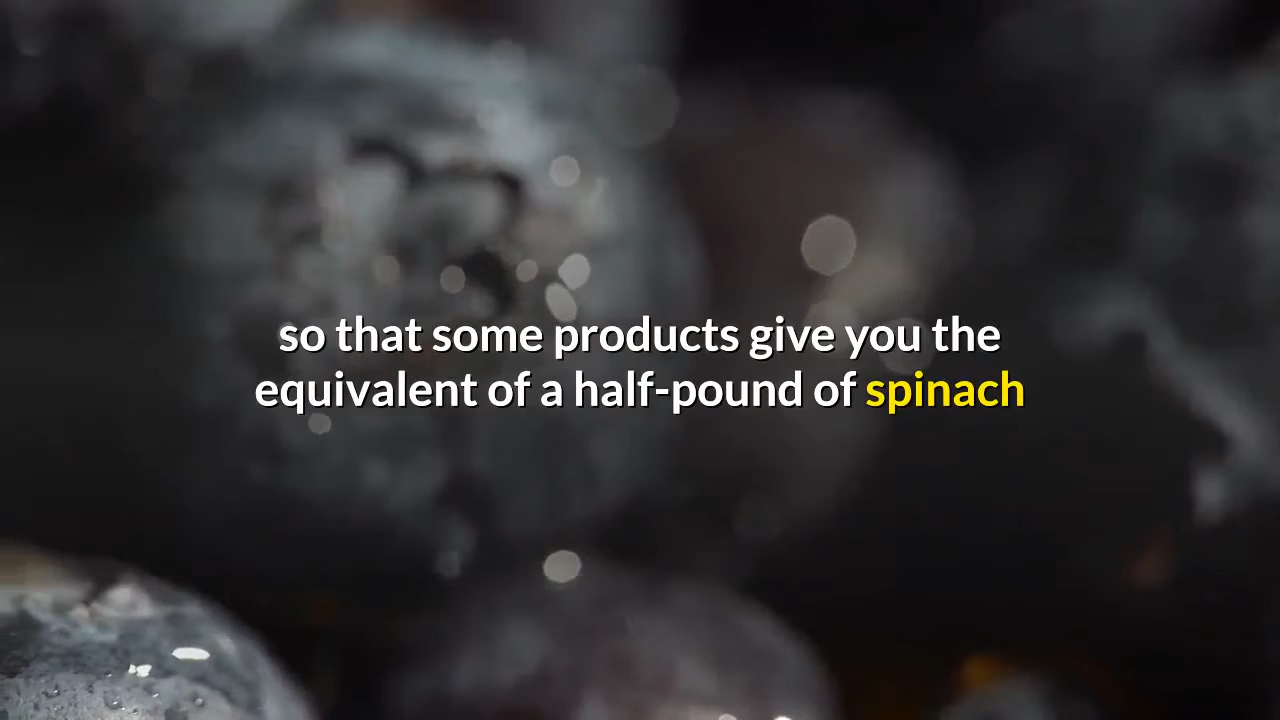 so that some products give you the
equivalent of a half-pound of spinach